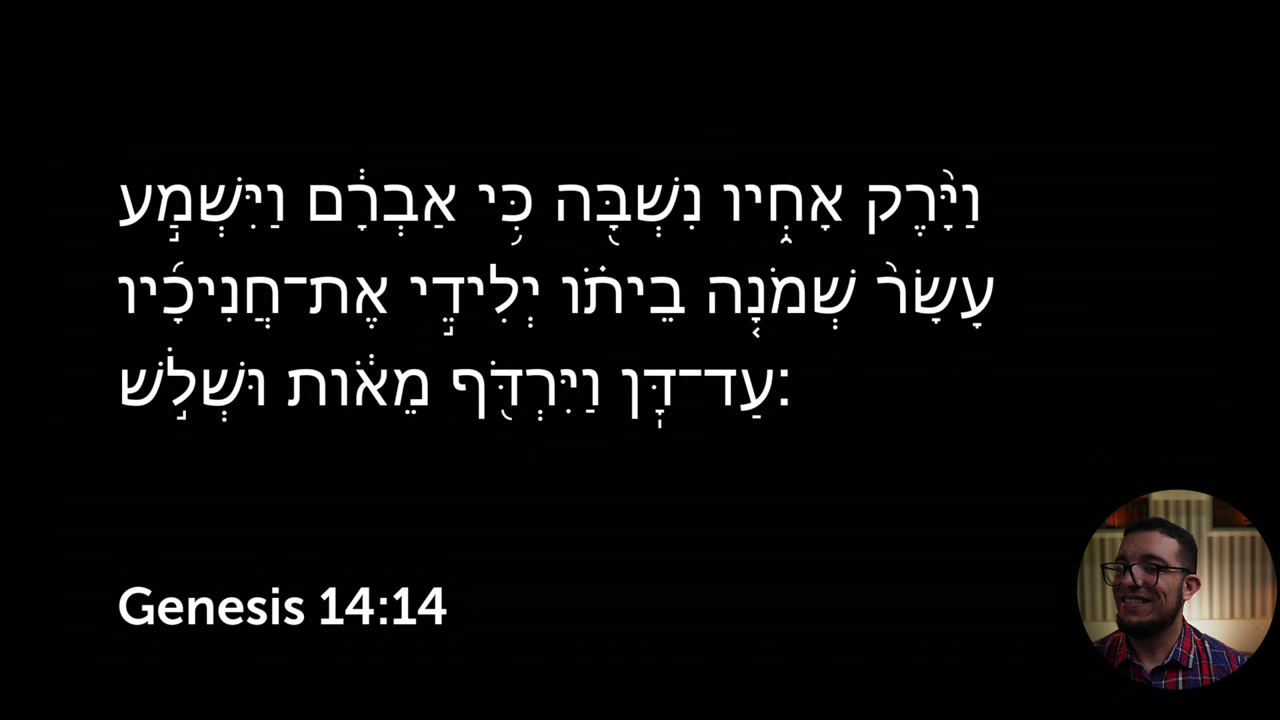 וַיִּשְׁמַ֣ע אַבְרָ֔ם כִּ֥י נִשְׁבָּ֖ה אָחִ֑יו וַיָּ֨רֶק
אֶת־חֲנִיכָ֜יו יְלִידֵ֣י בֵית֗וֹ שְׁמֹנָ֤ה עָשָׂר֙
וּשְׁלֹ֣שׁ מֵא֔וֹת וַיִּרְדֹּ֖ף עַד־דָּֽן:
Genesis 14:14